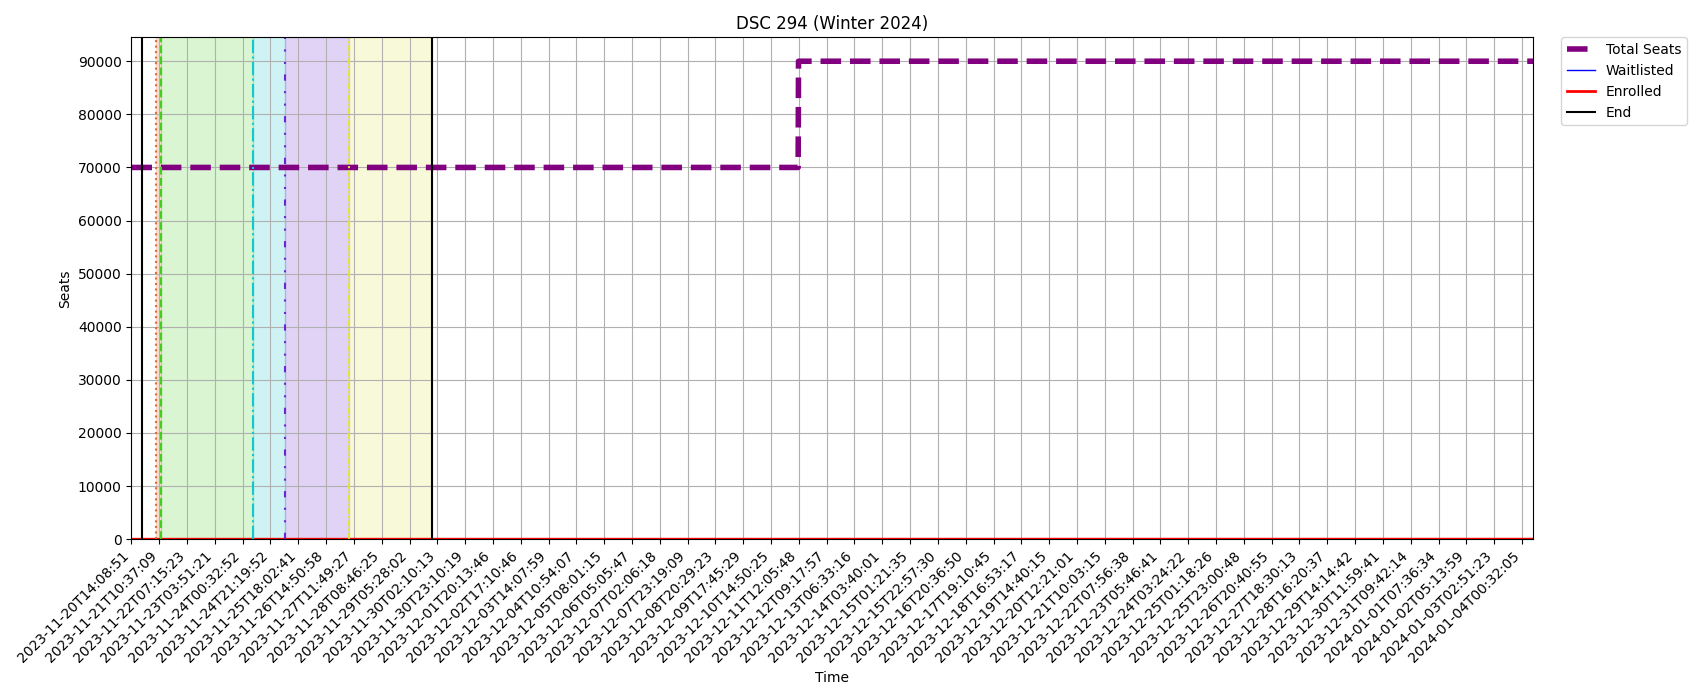 DSC 294 (Winter 2024)
Total Seats
Waitlisted
Enrolled
End
Seats
90000
80000
70000
60000
50000
40000
30000
20000
10000
0
2023-11-20T14:08:51
2023-11-21T10:37:09
2023-11-22T07:15:23
2023-11-23T03:51:21
2023-11-24T00:32:52
2023-11-24T21:19:52
2023-11-25T18:02:41
2023-11-26T14:50:58
2023-11-27T11:49:27
2023-11-28T08:46:25
2023-11-29T05:28:02
2023-11-30T02:10:13
2023-11-30T23:10:19
2023-12-01T20:13:46
2023-12-02T17:10:46
2023-12-03T14:07:59
2023-12-04T10:54:07
2023-12-05T08:01:15
2023-12-06T05:05:47
2023-12-07T02:06:18
2023-12-07T23:19:09
2023-12-08T20:29:23
2023-12-09T17:45:29
2023-12-10T14:50:25
2023-12-11T12:05:48
2023-12-12T09:17:57
2023-12-13T06:33:16
2023-12-14T03:40:01
2023-12-15T01:21:35
2023-12-15T22:57:30
2023-12-16T20:36:50
2023-12-17T19:10:45
2023-12-18T16:53:17
2023-12-19T14:40:15
2023-12-20T12:21:01
2023-12-21T10:03:15
2023-12-22T07:56:38
2023-12-23T05:46:41
2023-12-24T03:24:22
2023-12-25T01:18:26
2023-12-25T23:00:48
2023-12-26T20:40:55
2023-12-27T18:30:13
2023-12-28T16:20:37
2023-12-29T14:14:42
2023-12-30T11:59:41
2023-12-31T09:42:14
2024-01-01T07:36:34
2024-01-02T05:13:59
2024-01-03T02:51:23
2024-01-04T00:32:05
Time